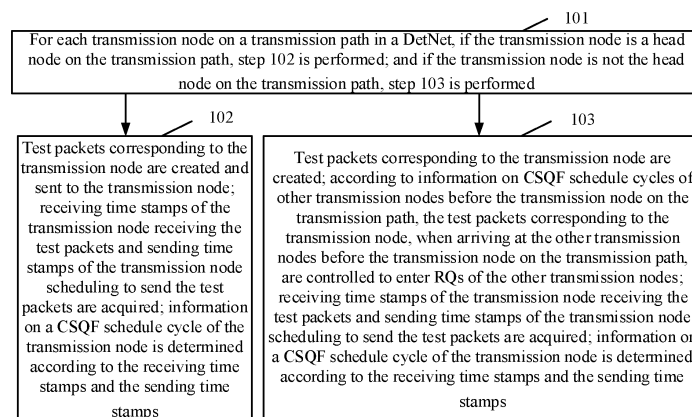 101
For each transmission node on a transmission path in a DetNet, if the transmission node is a head
node on the transmission path, step 102 is performed; and if the transmission node is not the head
node on the transmission path, step 103 is performed
102
Test packets corresponding to the
transmission node are created and
sent to the transmission node;
receiving time stamps of the
transmission node receiving the
test packets and sending time
stamps of the transmission node
scheduling to send the test
packets are acquired; information
on a CSQF schedule cycle of the
transmission node is determined
according to the receiving time
stamps and the sending time
stamps
103
Test packets corresponding to the transmission node are
created; according to information on CSQF schedule cycles of
other transmission nodes before the transmission node on the
transmission path, the test packets corresponding to the
transmission node, when arriving at the other transmission
nodes before the transmission node on the transmission path,
are controlled to enter RQs of the other transmission nodes;
receiving time stamps of the transmission node receiving the
test packets and sending time stamps of the transmission node
scheduling to send the test packets are acquired; information on
a CSQF schedule cycle of the transmission node is determined
according to the receiving time stamps and the sending time
stamps